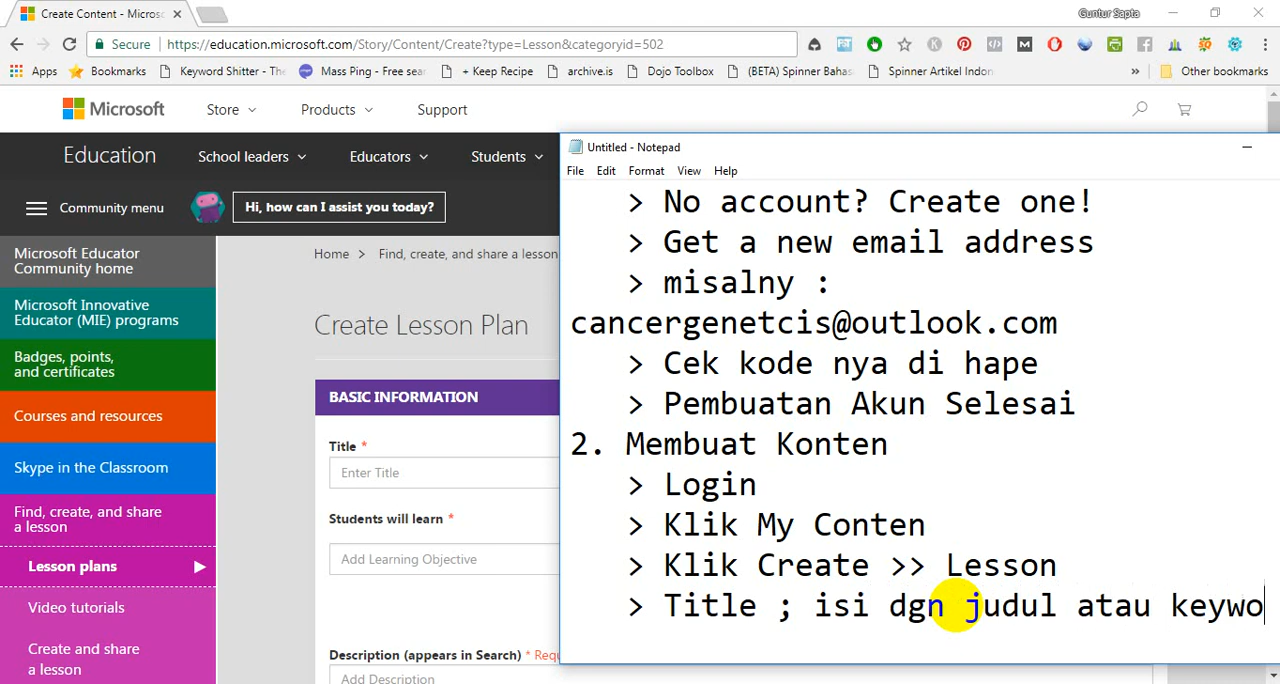 Create Content - Micros
Guntur Sapta
Secure https://education.microsoft.com/Story/Content/Create?type=Lesson&categoryid=502
Apps Bookmarks Keyword Shitter - The Mass Ping - Free sear + Keep Recipe archive.is Dojo Toolbox (BETA) Spinner Bahas Spinner Artikel Indon » Other bookmarks
Microsoft Store Products Support
Education School leaders Educators Students
Community menu Hi, how can I assist you today?
Microsoft Educator
Community home
Microsoft Innovative
Educator (MIE) programs
Badges, points,
and certificates
Courses and resources
Skype in the Classroom
Find, create, and share
a lesson
Lesson plans
Video tutorials
Create and share
a lesson
Home > Find, create, and share a lesson
Create Lesson Plan
BASIC INFORMATION
Title *
Enter Title
Students will learn *
Add Learning Objective
Description (appears in Search) * Requ
Add Description
Untitled - Notepad
File Edit Format View Help
> No account? Create one!
> Get a new email address
> misalny :
cancergenetcis@outlook.com
> Cek kode nya di hape
> Pembuatan Akun Selesai
2. Membuat Konten
> Login
> Klik My Conten
> Klik Create >> Lesson
> Title ; isi dgn judul atau keywo